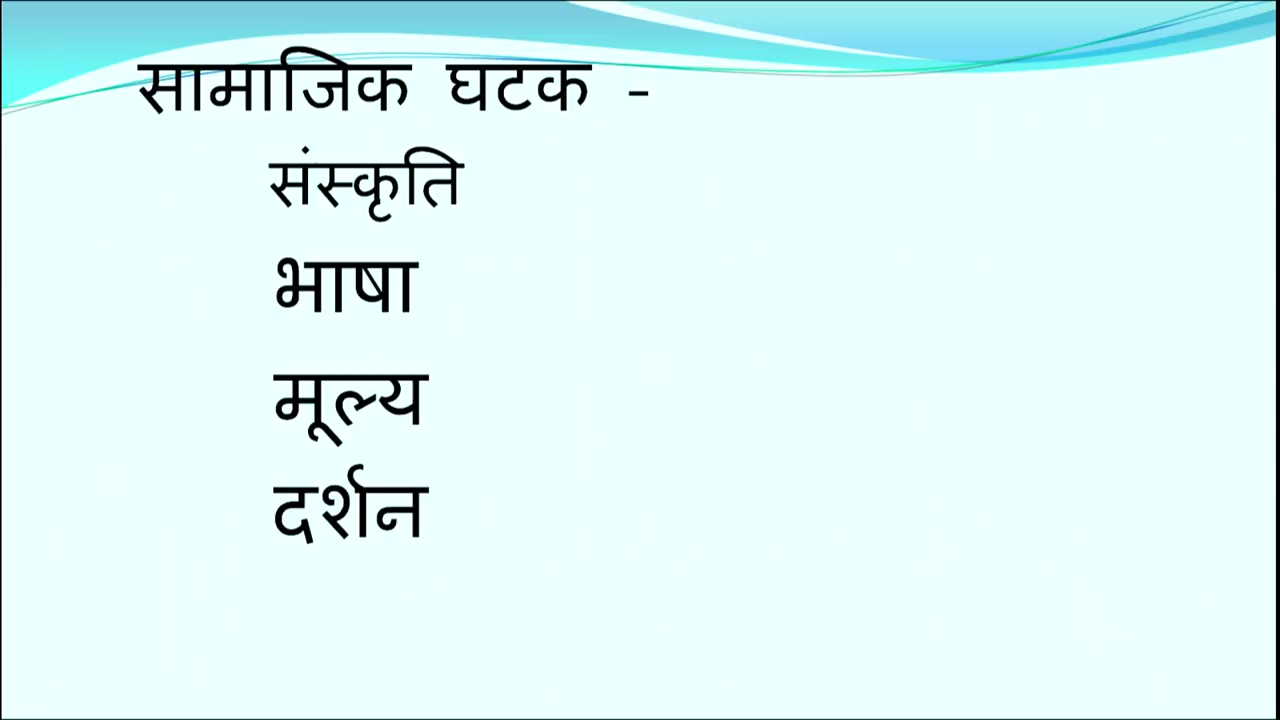 सामाजिक घटक -
संस्कृति
भाषा
मूल्य
दर्शन